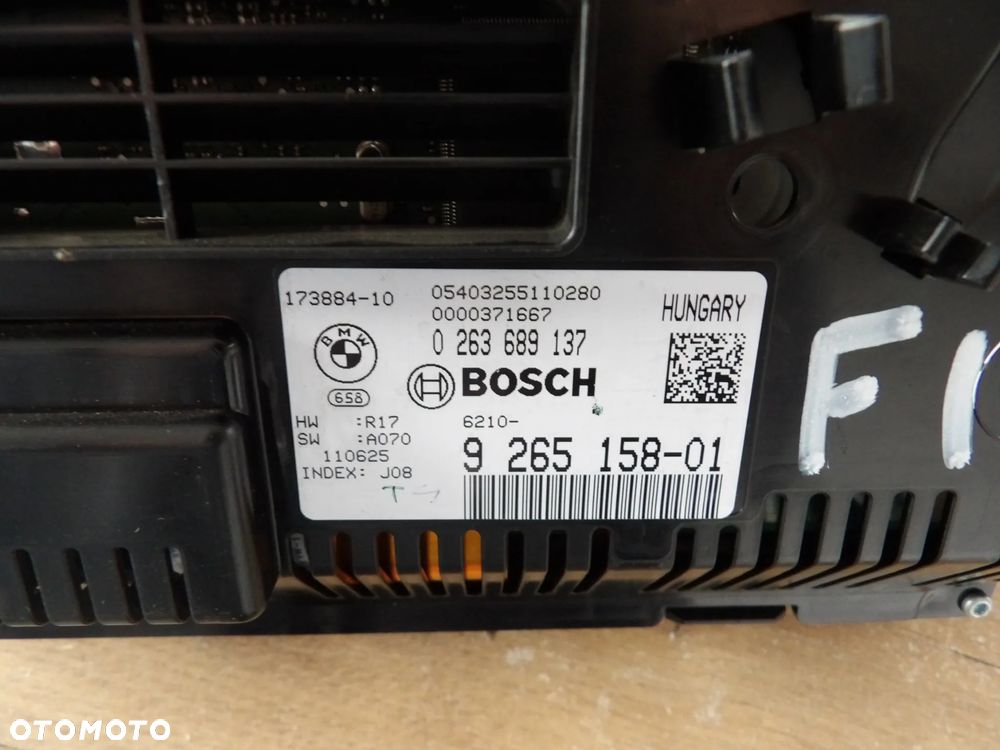 173884-10
05403255110280
0000371667
HUNGARY
0 263 689 137
BMW
658
BOSCH
HW :R17
SW :A070
110625
INDEX: J08
6210-
9 265 158-01
F1
OTOMOTO